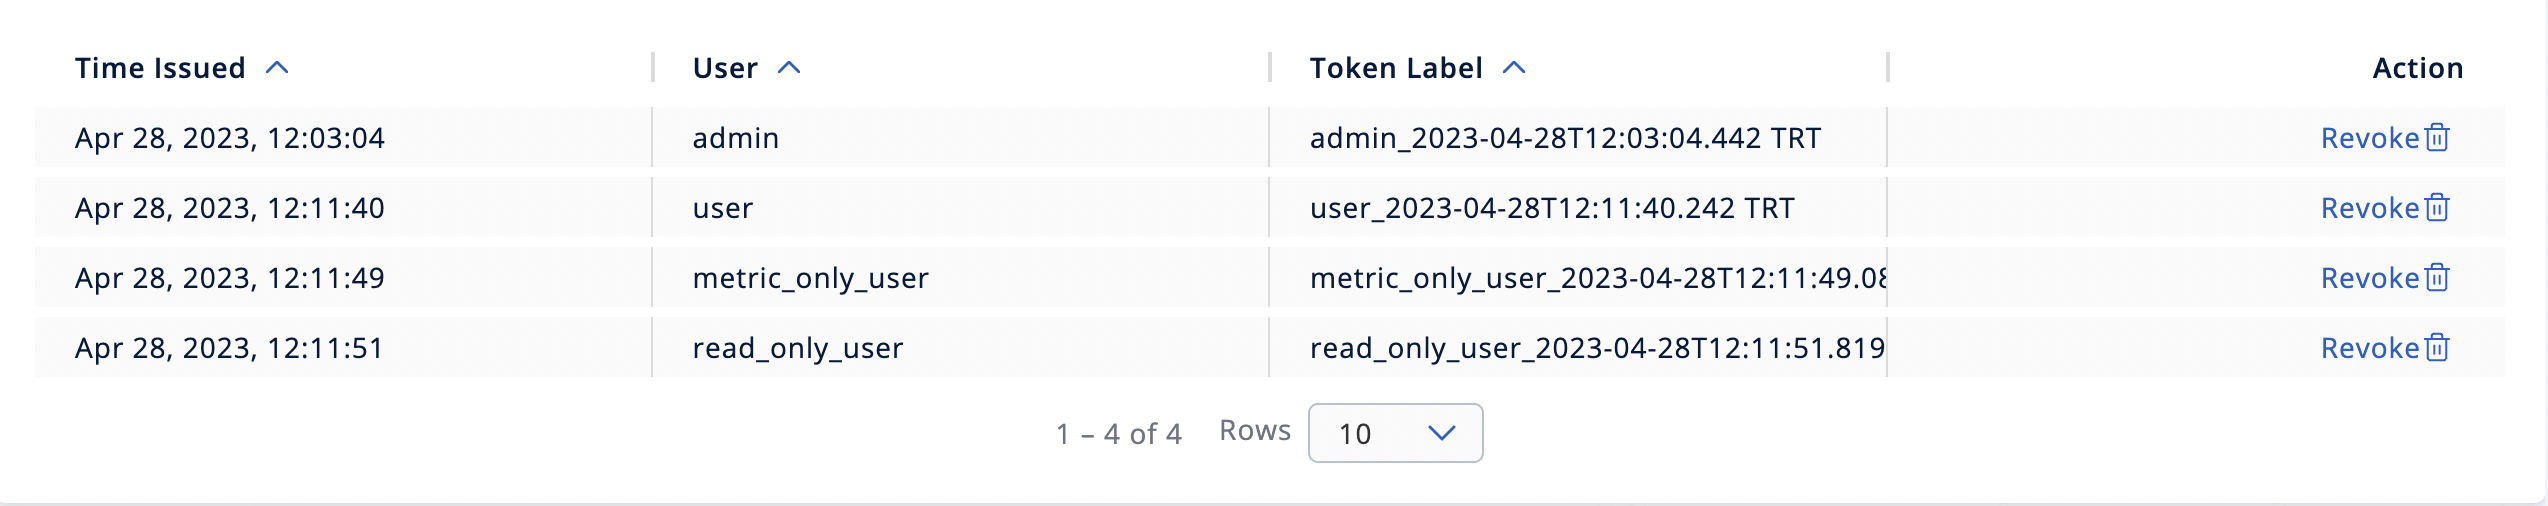 Time Issued User Token Label Action
Apr 28, 2023, 12:03:04 admin admin_2023-04-28T12:03:04.442 TRT Revoke
Apr 28, 2023, 12:11:40 user user_2023-04-28T12:11:40.242 TRT Revoke
Apr 28, 2023, 12:11:49 metric_only_user metric_only_user_2023-04-28T12:11:49.08 Revoke
Apr 28, 2023, 12:11:51 read_only_user read_only_user_2023-04-28T12:11:51.819 Revoke
1 – 4 of 4 Rows 10